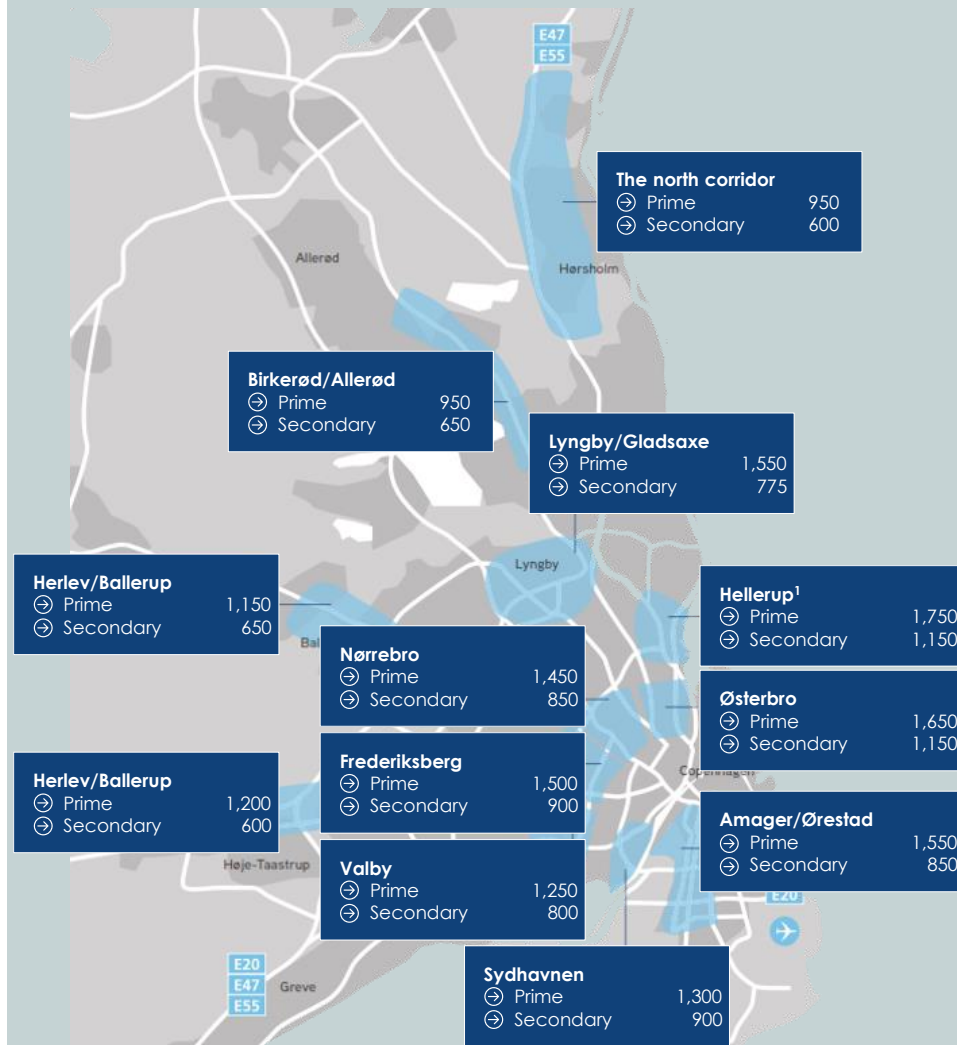 E47
E55
The north corridor
Prime 950
Secondary 600
Allerød
Hørsholm
Birkerød/Allerød
Prime 950
Secondary 650
Lyngby/Gladsaxe
Prime 1,550
Secondary 775
Lyngby
Herlev/Ballerup
Prime 1,150
Secondary 650
Hellerup¹
Prime 1,750
Secondary 1,150
Bal
Nørrebro
Prime 1,450
Secondary 850
Østerbro
Prime 1,650
Secondary 1,150
Frederiksberg
Prime 1,500
Secondary 900
Copenhagen
Herlev/Ballerup
Prime 1,200
Secondary 600
Amager/Ørestad
Prime 1,550
Secondary 850
Høje-Taastrup
Valby
Prime 1,250
Secondary 800
E20
E20
E47
E55
Greve
Sydhavnen
Prime 1,300
Secondary 900